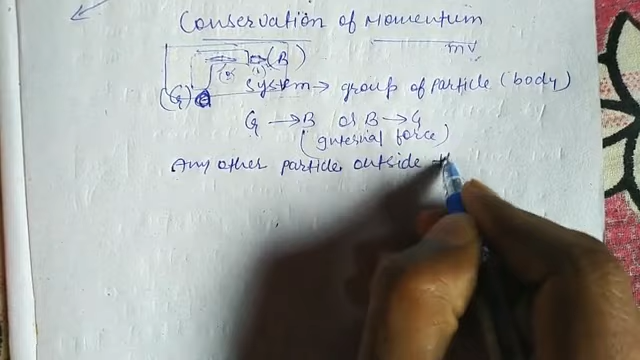 Conservation of Momentum
mv
(B)
(G)
System → group of particle (body)
G → B or B → G
(Internal force)
Any other particle outside t